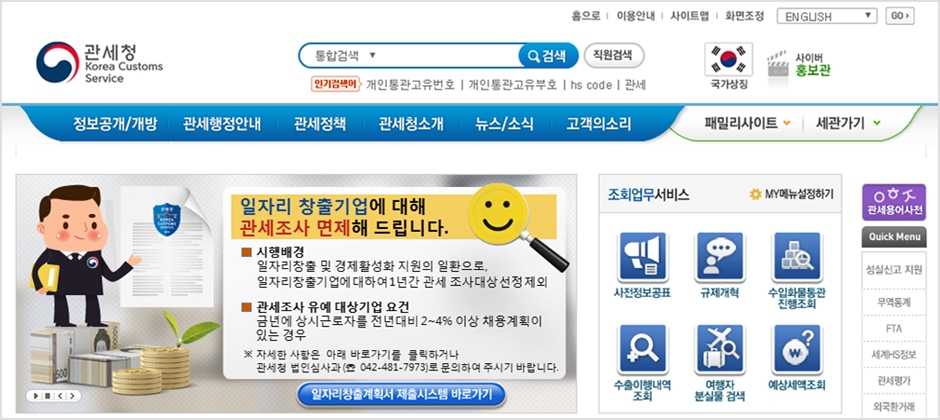 홈으로 | 이용안내 | 사이트맵 | 화면조정
ENGLISH
GO
관세청
Korea Customs
Service
통합검색
검색
직원검색
인기검색어
개인통관고유번호 | 개인통관고유부호 | hs code | 관세
국가상징
사이버
홍보관
정보공개/개방
관세행정안내
관세정책
관세청소개
뉴스/소식
고객의소리
패밀리사이트
세관가기
일자리 창출기업에 대해
관세조사 면제해 드립니다.
시행배경
일자리창출 및 경제활성화 지원의 일환으로,
일자리창출기업에대하여1년간 관세 조사대상선정제외
관세조사 유예 대상기업 요건
금년에 상시근로자를 전년대비 2~4% 이상 채용계획이
있는 경우
※ 자세한 사항은 아래 바로가기를 클릭하거나
관세청 법인심사과(☎ 042-481-7973)로문의하여 주시기 바랍니다.
일자리창출계획서 제출시스템 바로가기
조회업무서비스
MY메뉴설정하기
사전정보공표
규제개혁
수입화물통관
진행조회
수출이행내역
조회
여행자
분실물 검색
예상세액조회
관세용어사전
Quick Menu
성실신고 지원
무역통계
FTA
세계HS정보
관세평가
외국환거래